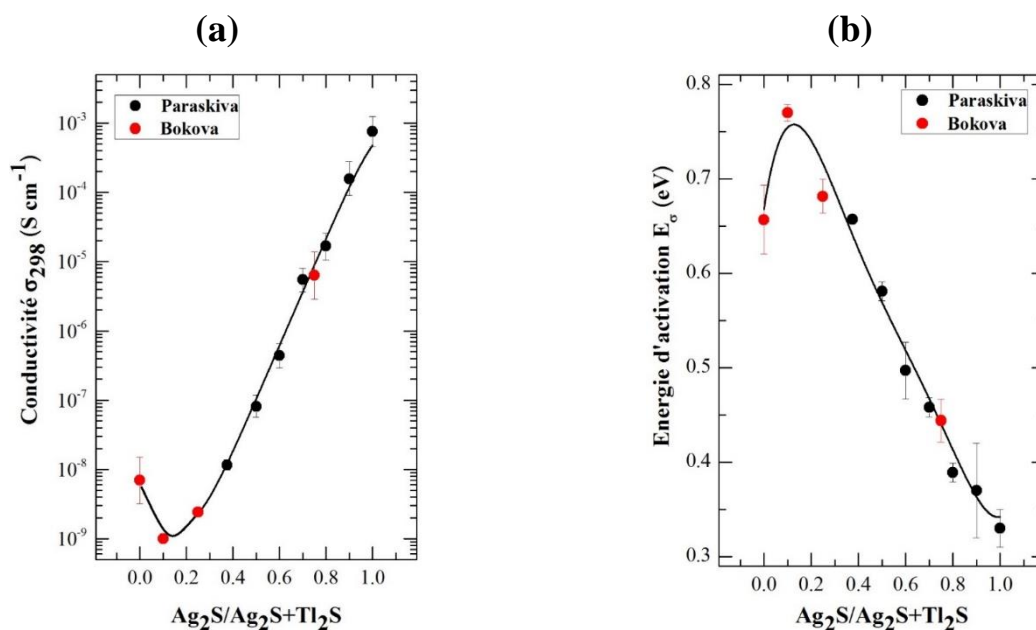 (a)
(b)
Conductivité σ298 (S cm-1)
Paraskiva
Bokova
10-3
10-4
10-5
10-6
10-7
10-8
10-9
0.0 0.2 0.4 0.6 0.8 1.0
Ag2S/Ag2S+Tl2S
Energie d'activation Eσ (eV)
Paraskiva
Bokova
0.8
0.7
0.6
0.5
0.4
0.3
0.0 0.2 0.4 0.6 0.8 1.0
Ag2S/Ag2S+Tl2S